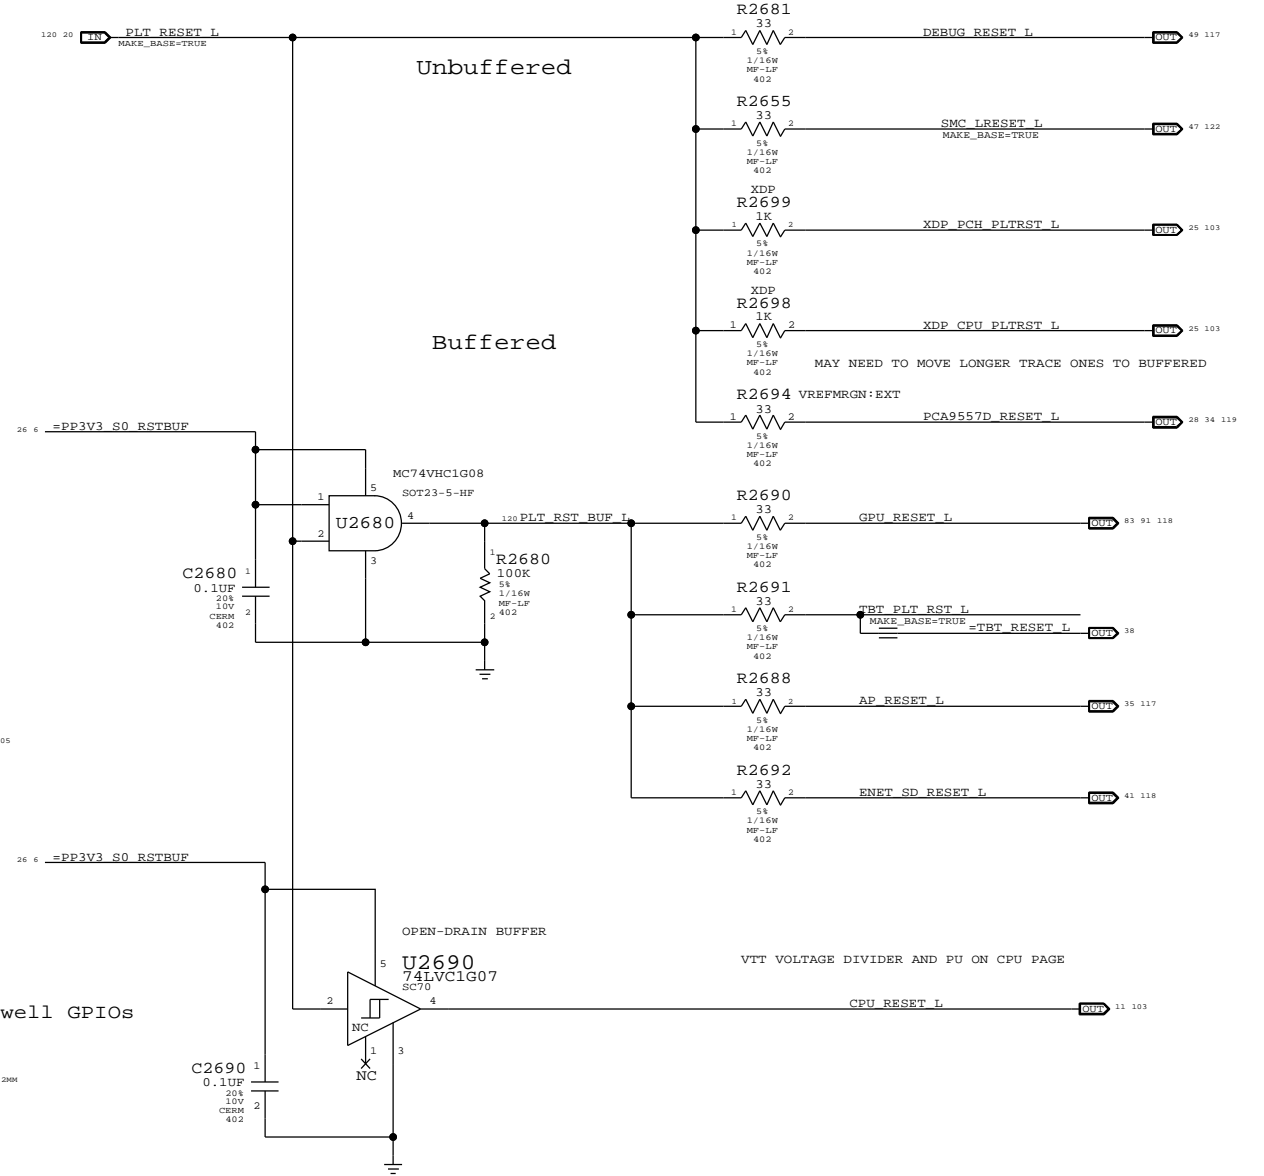 R2681
33
120 20 IN PLT_RESET_L 1 2 DEBUG_RESET_L OUT 49 117
MAKE_BASE=TRUE
5%
1/16W
MF-LF
402
Unbuffered
R2655
33
1 2 SMC_LRESET_L OUT 47 122
MAKE_BASE=TRUE
5%
1/16W
MF-LF
402
XDP
R2699
1K
1 2 XDP_PCH_PLTRST_L OUT 25 103
5%
1/16W
MF-LF
402
XDP
R2698
1K
1 2 XDP_CPU_PLTRST_L OUT 25 103
5%
1/16W
MF-LF
402
Buffered
MAY NEED TO MOVE LONGER TRACE ONES TO BUFFERED
R2694 VREFMRGN:EXT
33
1 2 PCA9557D_RESET_L OUT 28 34 119
5%
1/16W
MF-LF
402
26 6 =PP3V3_S0_RSTBUF
MC74VHC1G08
SOT23-5-HF
5
1
U2680
4
2
3
120 PLT_RST_BUF_L
R2690
33
1 2 GPU_RESET_L OUT 83 91 118
5%
1/16W
MF-LF
402
C2680 1
0.1UF
20%
10V 2
CERM
402
1 R2680
100K
5%
1/16W
MF-LF
2 402
R2691
33
1 2 TBT_PLT_RST_L
MAKE_BASE=TRUE
=TBT_RESET_L OUT 38
5%
1/16W
MF-LF
402
R2688
33
1 2 AP_RESET_L OUT 35 117
5%
1/16W
MF-LF
402
05
R2692
33
1 2 ENET_SD_RESET_L OUT 41 118
5%
1/16W
MF-LF
402
26 6 =PP3V3_S0_RSTBUF
OPEN-DRAIN BUFFER
5 U2690
74LVC1G07
SC70
VTT VOLTAGE DIVIDER AND PU ON CPU PAGE
2 4 CPU_RESET_L OUT 11 103
NC
1 3
NC
well GPIOs
2MM
C2690 1
0.1UF
20%
10V 2
CERM
402